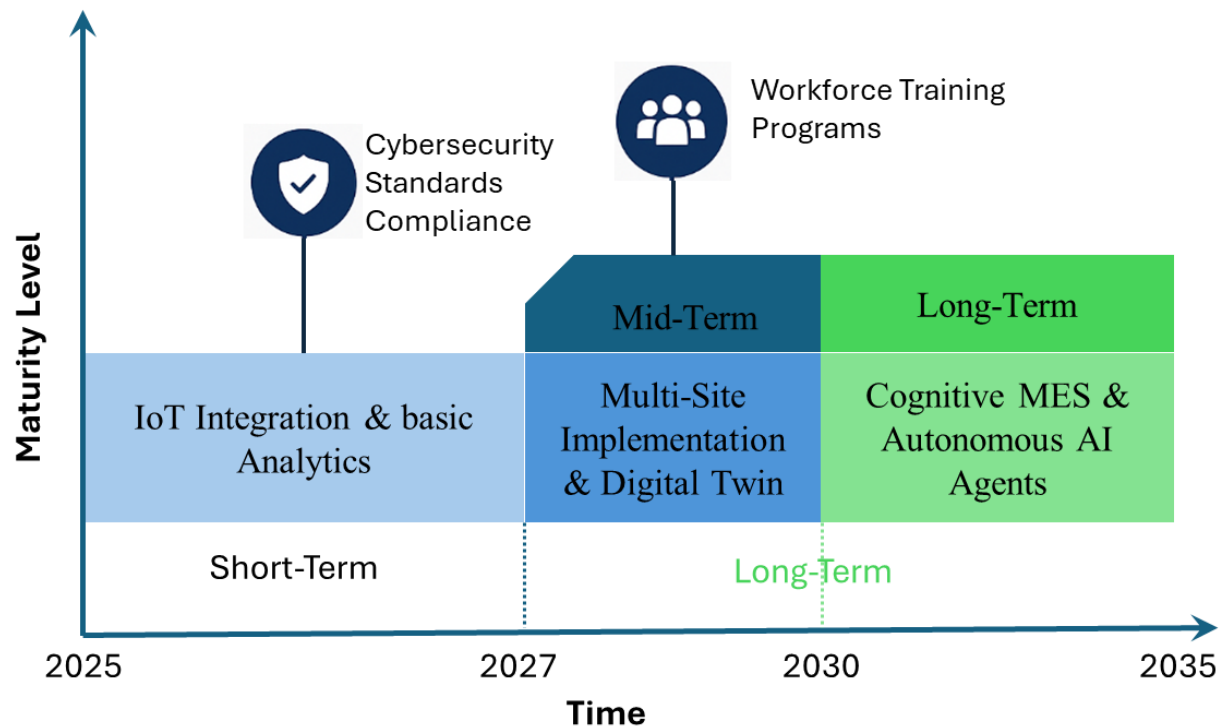 Workforce Training
Programs
Cybersecurity
Standards
Compliance
Maturity Level
Mid-Term
Long-Term
IoT Integration & basic
Analytics
Multi-Site
Implementation
& Digital Twin
Cognitive MES &
Autonomous AI
Agents
Short-Term
Long-Term
2025
2027
2030
2035
Time